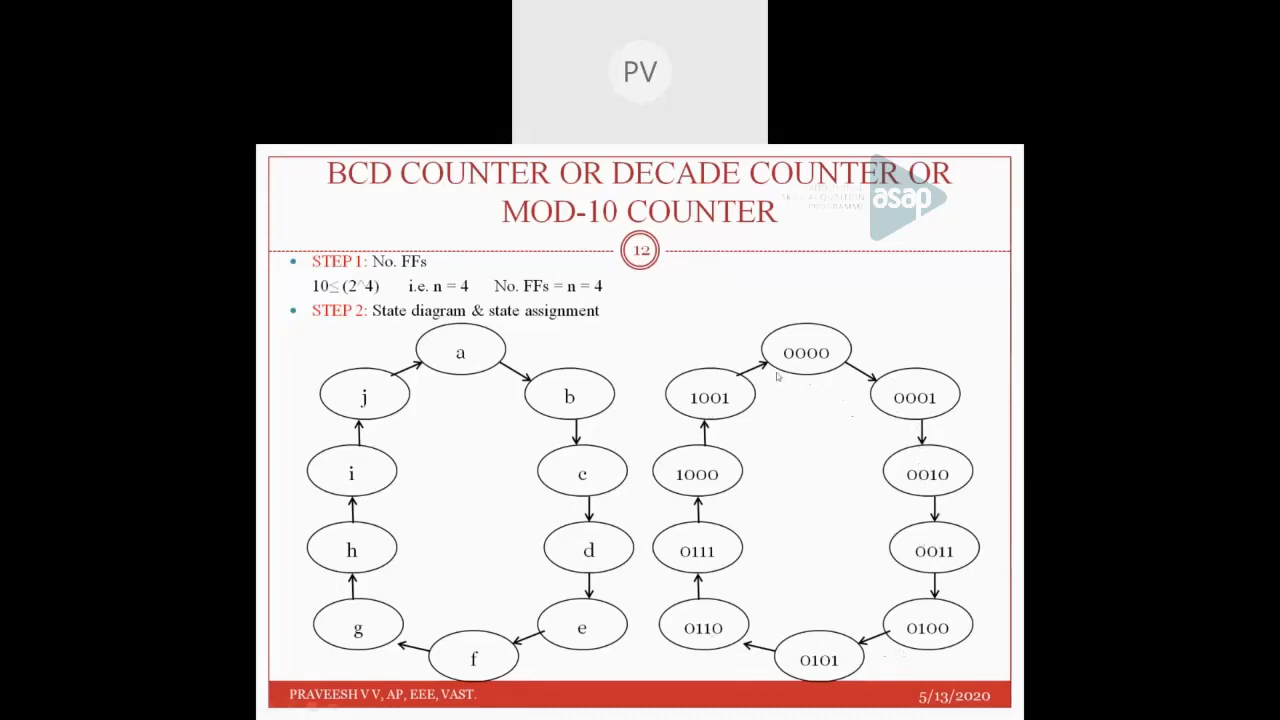 PV
BCD COUNTER OR DECADE COUNTER OR
MOD-10 COUNTER
asap
12
• STEP 1: No. FFs
10≤(2^4) i.e. n = 4 No. FFs = n = 4
• STEP 2: State diagram & state assignment
a
b
c
d
e
f
g
h
i
j
0000
0001
0010
0011
0100
0101
0110
0111
1000
1001
PRAVEESH V V, AP, EEE, VAST.
5/13/2020